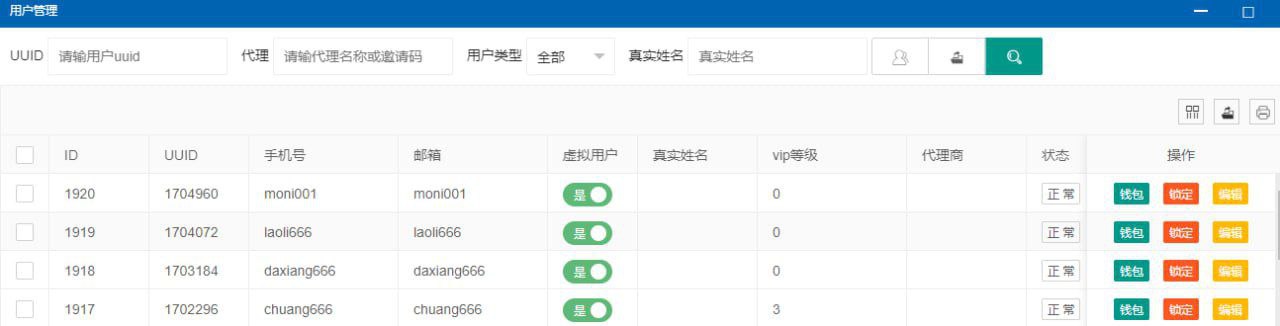 用户管理
UUID 请输用户uuid 代理 请输代理名称或邀请码 用户类型 全部 真实姓名 真实姓名
ID UUID 手机号 邮箱 虚拟用户 真实姓名 vip等级 代理商 状态 操作
1920 1704960 moni001 moni001 是 0 正常 钱包 锁定 编辑
1919 1704072 laoli666 laoli666 是 0 正常 钱包 锁定 编辑
1918 1703184 daxiang666 daxiang666 是 0 正常 钱包 锁定 编辑
1917 1702296 chuang666 chuang666 是 3 正常 钱包 锁定 编辑